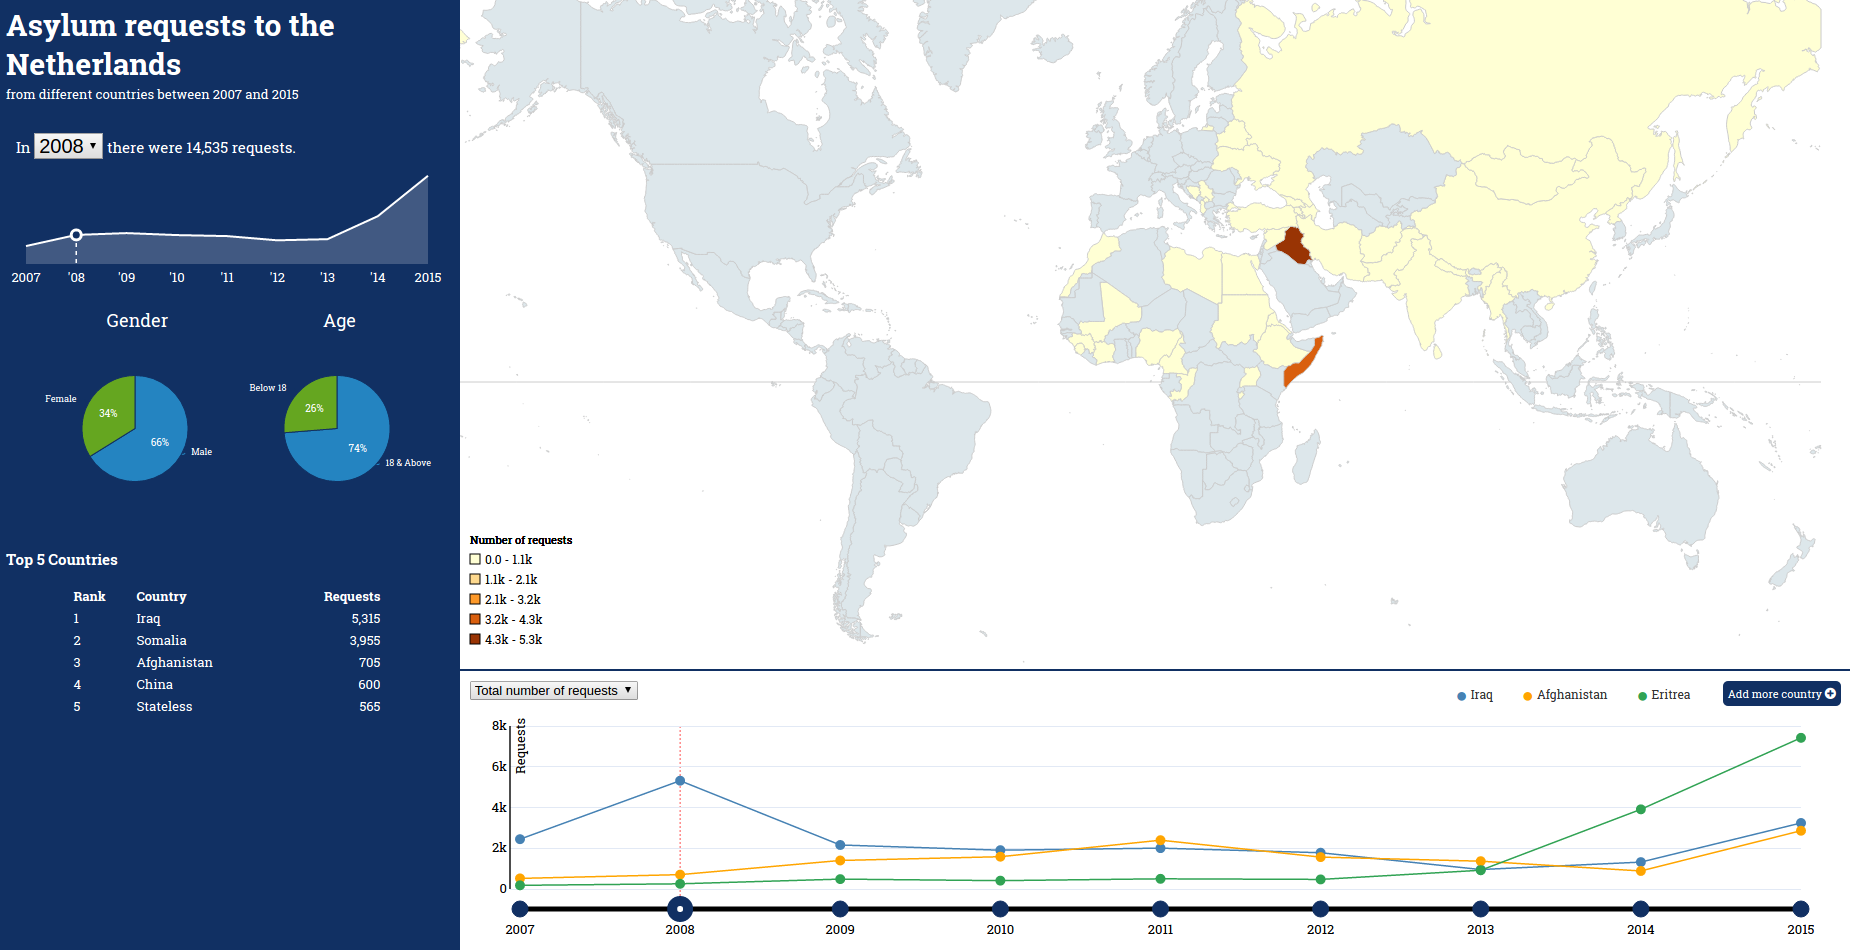 Asylum requests to the
Netherlands
from different countries between 2007 and 2015
In 2008 there were 14,535 requests.
2007 '08 '09 '10 '11 '12 '13 '14 2015
Gender Age
Female 34% 66% Male
Below 18 26% 74% 18 & Above
Top 5 Countries
Rank Country Requests
1 Iraq 5,315
2 Somalia 3,955
3 Afghanistan 705
4 China 600
5 Stateless 565
Number of requests
0.0 - 1.1k
1.1k - 2.1k
2.1k - 3.2k
3.2k - 4.3k
4.3k - 5.3k
Total number of requests
Iraq Afghanistan Eritrea Add more country
Requests
8k
6k
4k
2k
0
2007 2008 2009 2010 2011 2012 2013 2014 2015